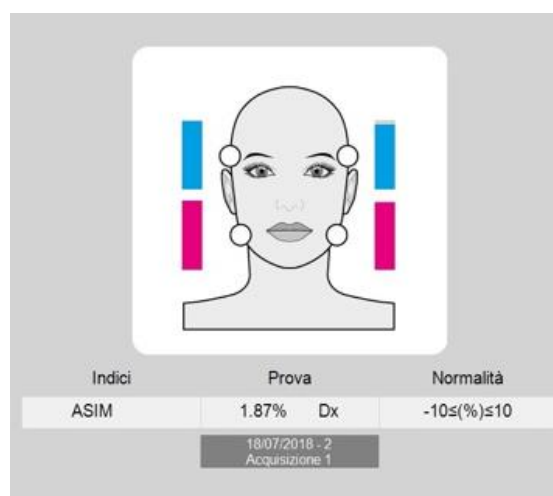 Indici Prova Normalità
ASIM 1.87% Dx -10≤(%)≤10
18/07/2018 - 2
Acquisizione 1